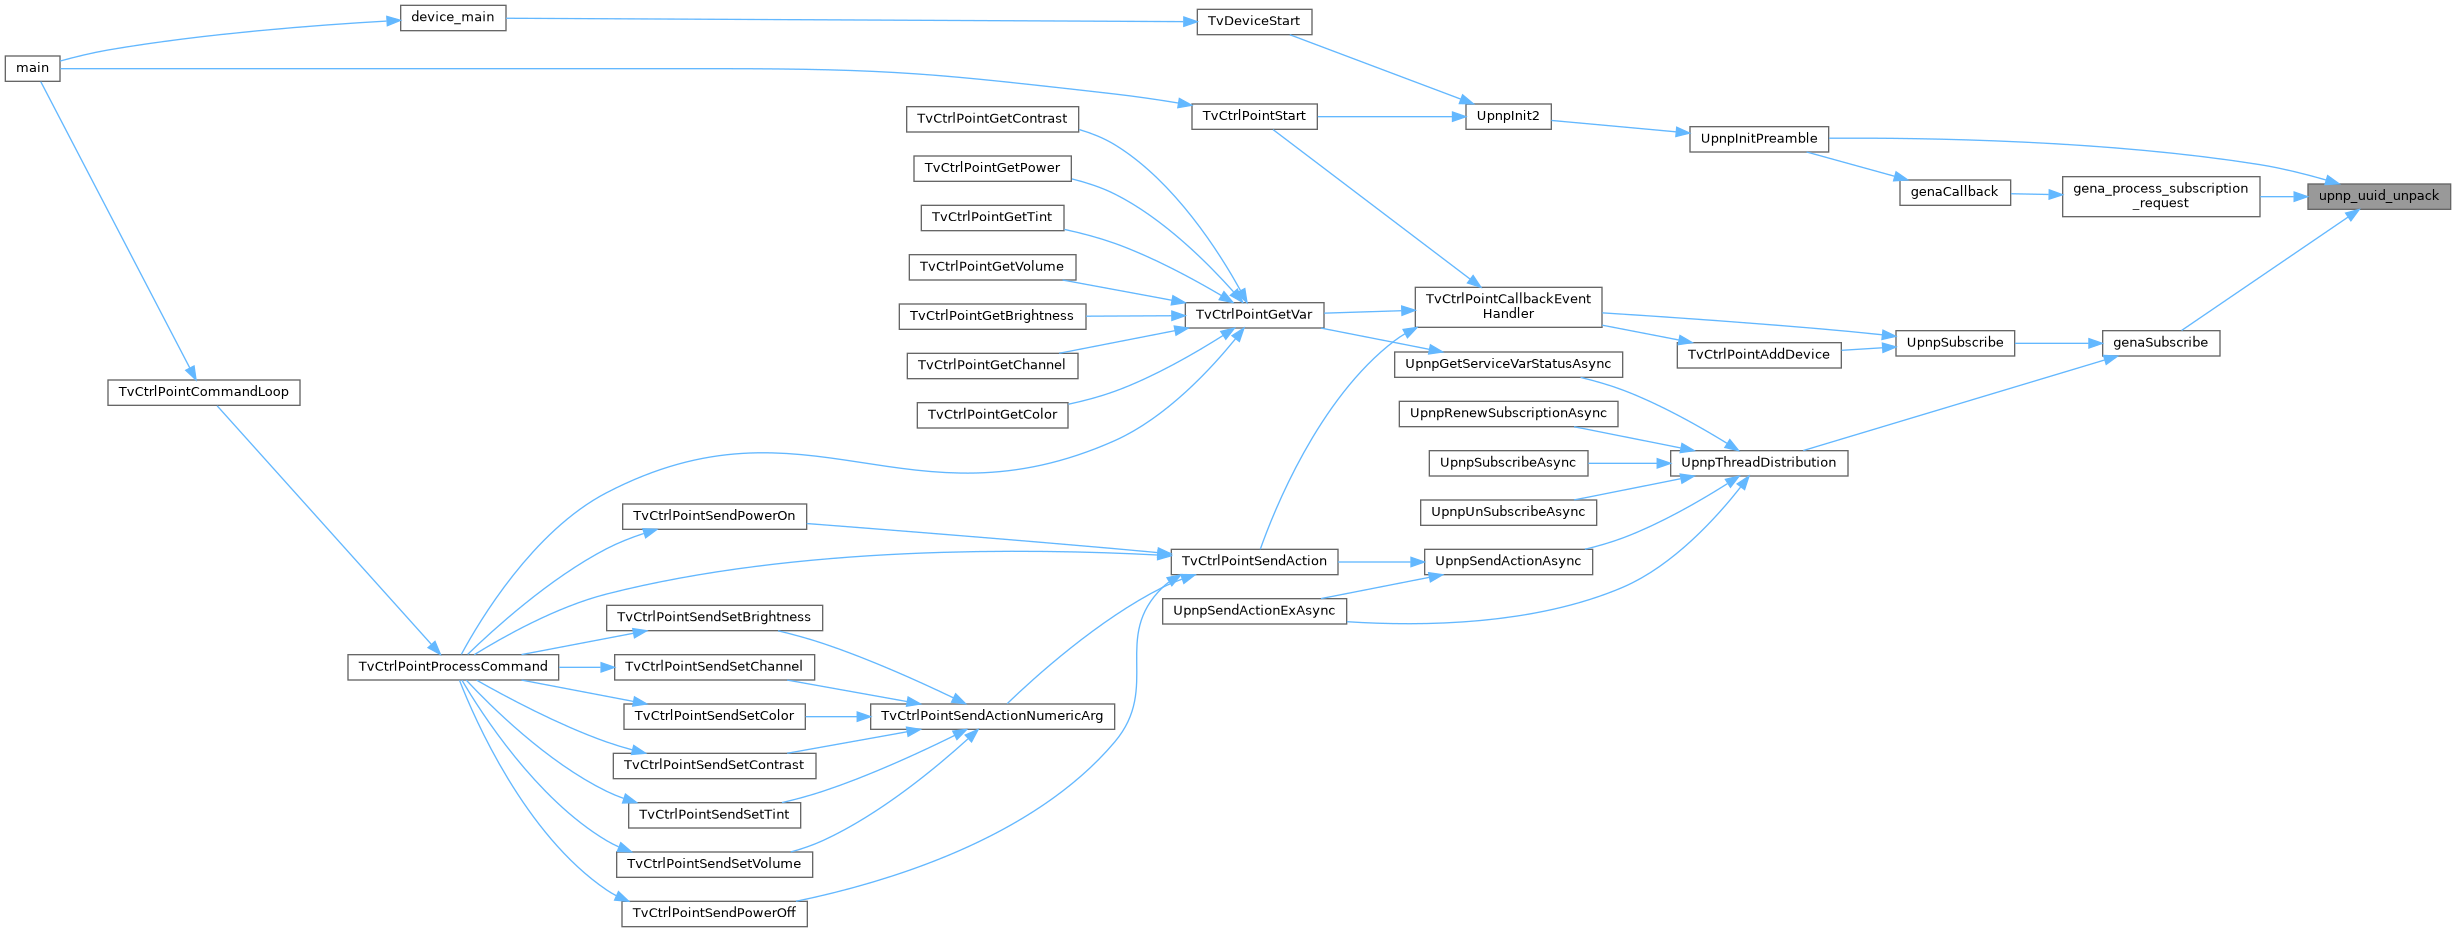 device_main
TvDeviceStart
main
TvCtrlPointGetContrast
TvCtrlPointStart
UpnpInit2
UpnpInitPreamble
TvCtrlPointGetPower
genaCallback
gena_process_subscription
_request
upnp_uuid_unpack
TvCtrlPointGetTint
TvCtrlPointGetVolume
TvCtrlPointGetBrightness
TvCtrlPointGetVar
TvCtrlPointCallbackEvent
Handler
UpnpSubscribe
genaSubscribe
TvCtrlPointAddDevice
TvCtrlPointGetChannel
UpnpGetServiceVarStatusAsync
TvCtrlPointCommandLoop
TvCtrlPointGetColor
UpnpRenewSubscriptionAsync
UpnpSubscribeAsync
UpnpThreadDistribution
UpnpUnSubscribeAsync
TvCtrlPointSendPowerOn
TvCtrlPointSendAction
UpnpSendActionAsync
UpnpSendActionExAsync
TvCtrlPointSendSetBrightness
TvCtrlPointProcessCommand
TvCtrlPointSendSetChannel
TvCtrlPointSendSetColor
TvCtrlPointSendActionNumericArg
TvCtrlPointSendSetContrast
TvCtrlPointSendSetTint
TvCtrlPointSendSetVolume
TvCtrlPointSendPowerOff